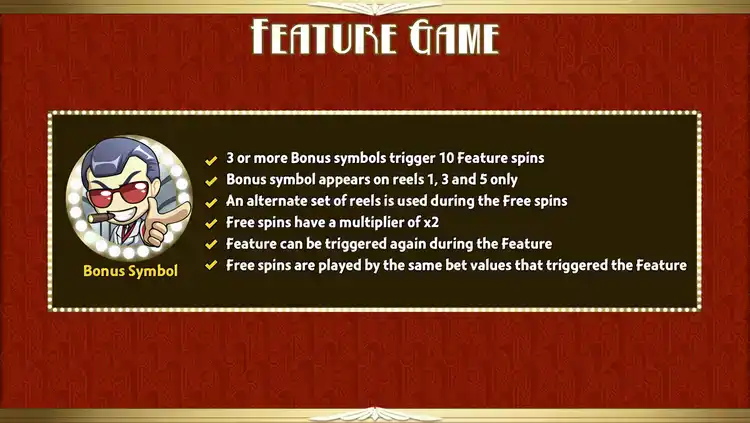 FEATURE GAME
3 or more Bonus symbols trigger 10 Feature spins
Bonus symbol appears on reels 1, 3 and 5 only
An alternate set of reels is used during the Free spins
Free spins have a multiplier of x2
Feature can be triggered again during the Feature
Free spins are played by the same bet values that triggered the Feature
Bonus Symbol